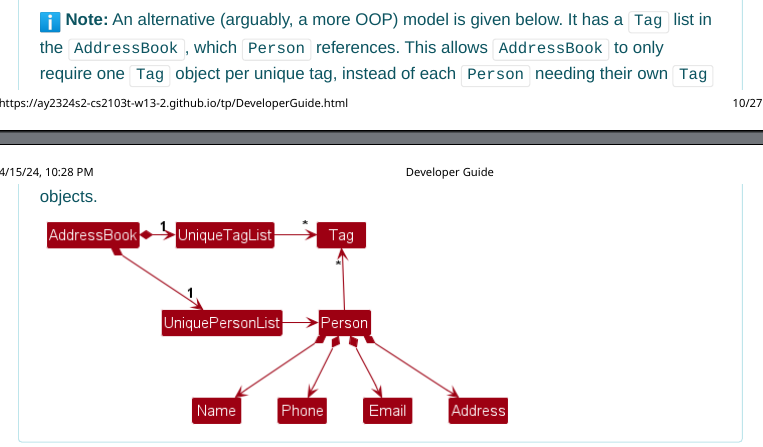 i Note: An alternative (arguably, a more OOP) model is given below. It has a Tag list in
the AddressBook, which Person references. This allows AddressBook to only
require one Tag object per unique tag, instead of each Person needing their own Tag
https://ay2324s2-cs2103t-w13-2.github.io/tp/DeveloperGuide.html 10/27
4/15/24, 10:28 PM Developer Guide
objects.
1 *
AddressBook UniqueTagList Tag
*
1
UniquePersonList Person
Name Phone Email Address